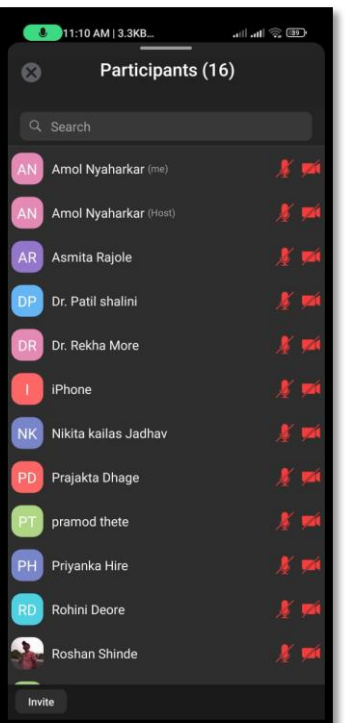 11:10 AM | 3.3KB...
39
Participants (16)
Search
AN Amol Nyaharkar (me)
AN Amol Nyaharkar (Host)
AR Asmita Rajole
DP Dr. Patil shalini
DR Dr. Rekha More
I iPhone
NK Nikita kailas Jadhav
PD Prajakta Dhage
PT pramod thete
PH Priyanka Hire
RD Rohini Deore
Roshan Shinde
Invite